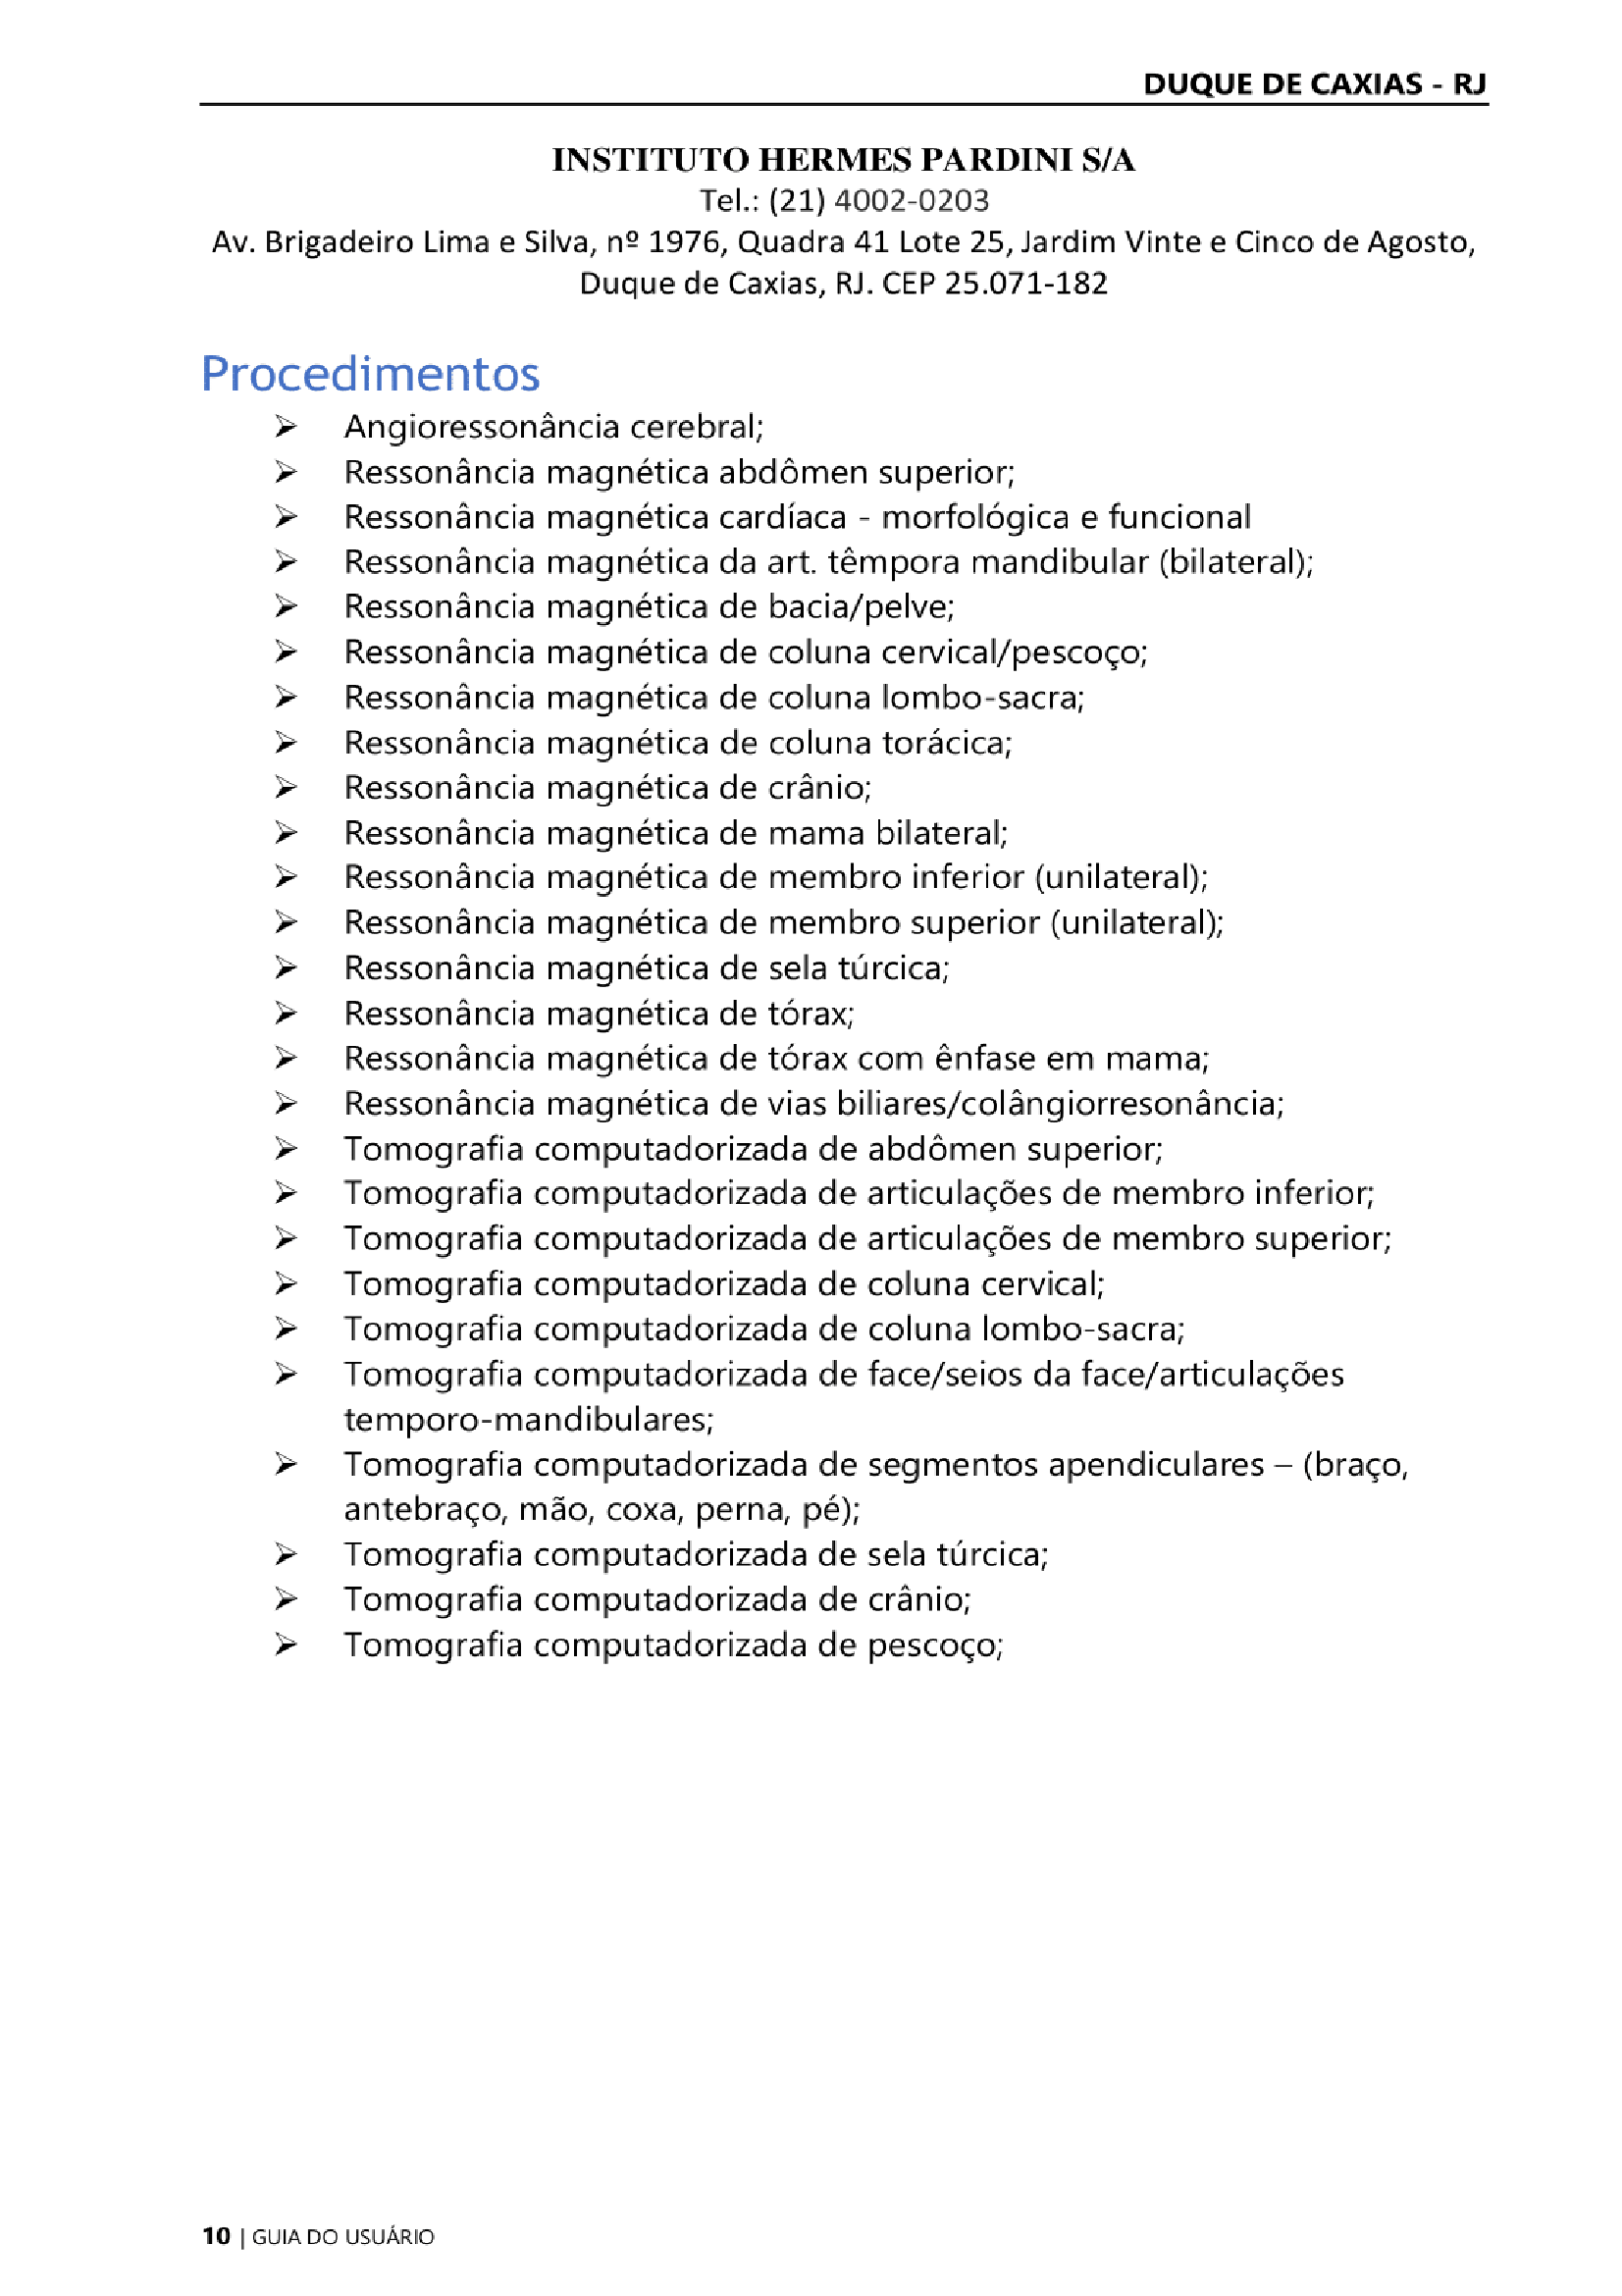 DUQUE DE CAXIAS - RJ
INSTITUTO HERMES PARDINI S/A
Tel.: (21) 4002-0203
Av. Brigadeiro Lima e Silva, nº 1976, Quadra 41 Lote 25, Jardim Vinte e Cinco de Agosto,
Duque de Caxias, RJ. CEP 25.071-182
Procedimentos
➢ Angioressonância cerebral;
➢ Ressonância magnética abdômen superior;
➢ Ressonância magnética cardíaca - morfológica e funcional
➢ Ressonância magnética da art. têmpora mandibular (bilateral);
➢ Ressonância magnética de bacia/pelve;
➢ Ressonância magnética de coluna cervical/pescoço;
➢ Ressonância magnética de coluna lombo-sacra;
➢ Ressonância magnética de coluna torácica;
➢ Ressonância magnética de crânio;
➢ Ressonância magnética de mama bilateral;
➢ Ressonância magnética de membro inferior (unilateral);
➢ Ressonância magnética de membro superior (unilateral);
➢ Ressonância magnética de sela túrcica;
➢ Ressonância magnética de tórax;
➢ Ressonância magnética de tórax com ênfase em mama;
➢ Ressonância magnética de vias biliares/colângiorresonância;
➢ Tomografia computadorizada de abdômen superior;
➢ Tomografia computadorizada de articulações de membro inferior;
➢ Tomografia computadorizada de articulações de membro superior;
➢ Tomografia computadorizada de coluna cervical;
➢ Tomografia computadorizada de coluna lombo-sacra;
➢ Tomografia computadorizada de face/seios da face/articulações
temporo-mandibulares;
➢ Tomografia computadorizada de segmentos apendiculares – (braço,
antebraço, mão, coxa, perna, pé);
➢ Tomografia computadorizada de sela túrcica;
➢ Tomografia computadorizada de crânio;
➢ Tomografia computadorizada de pescoço;
10 | GUIA DO USUÁRIO